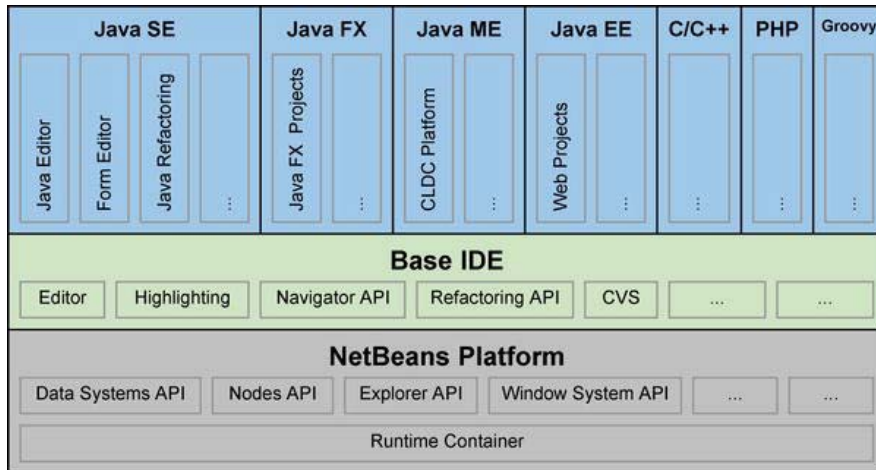 Java SE
Java FX
Java ME
Java EE
C/C++
PHP
Groovy
Java Editor
Form Editor
Java Refactoring
...
Java FX Projects
...
CLDC Platform
...
Web Projects
...
...
...
...
Base IDE
Editor
Highlighting
Navigator API
Refactoring API
CVS
...
...
NetBeans Platform
Data Systems API
Nodes API
Explorer API
Window System API
...
...
Runtime Container